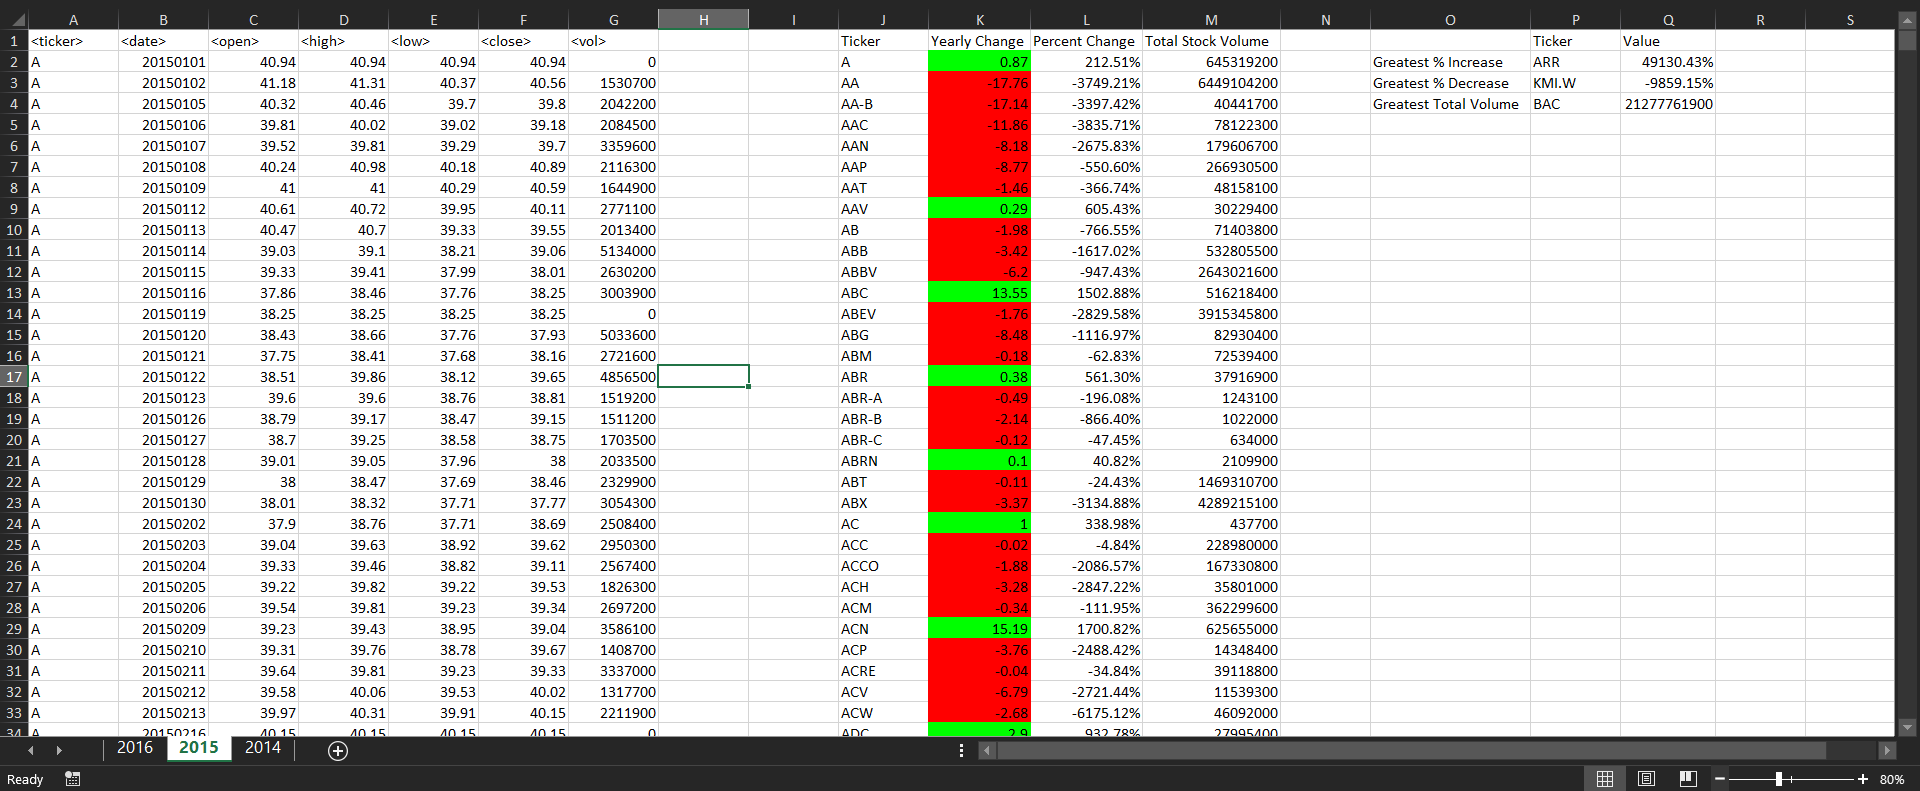 A B C D E F G H I J K L M N O P Q R S
1 <ticker> <date> <open> <high> <low> <close> <vol> Ticker Yearly Change Percent Change Total Stock Volume Ticker Value
2 A 20150101 40.94 40.94 40.94 40.94 0 A 0.87 212.51% 645319200 Greatest % Increase ARR 49130.43%
3 A 20150102 41.18 41.31 40.37 40.56 1530700 AA -17.76 -3749.21% 6449104200 Greatest % Decrease KMI.W -9859.15%
4 A 20150105 40.32 40.46 39.7 39.8 2042200 AA-B -17.14 -3397.42% 40441700 Greatest Total Volume BAC 21277761900
5 A 20150106 39.81 40.02 39.02 39.18 2084500 AAC -11.86 -3835.71% 78122300
6 A 20150107 39.52 39.81 39.29 39.7 3359600 AAN -8.18 -2675.83% 179606700
7 A 20150108 40.24 40.98 40.18 40.89 2116300 AAP -8.77 -550.60% 266930500
8 A 20150109 41 41 40.29 40.59 1644900 AAT -1.46 -366.74% 48158100
9 A 20150112 40.61 40.72 39.95 40.11 2771100 AAV 0.29 605.43% 30229400
10 A 20150113 40.47 40.7 39.33 39.55 2013400 AB -1.98 -766.55% 71403800
11 A 20150114 39.03 39.1 38.21 39.06 5134000 ABB -3.42 -1617.02% 532805500
12 A 20150115 39.33 39.41 37.99 38.01 2630200 ABBV -6.2 -947.43% 2643021600
13 A 20150116 37.86 38.46 37.76 38.25 3003900 ABC 13.55 1502.88% 516218400
14 A 20150119 38.25 38.25 38.25 38.25 0 ABEV -1.76 -2829.58% 3915345800
15 A 20150120 38.43 38.66 37.76 37.93 5033600 ABG -8.48 -1116.97% 82930400
16 A 20150121 37.75 38.41 37.68 38.16 2721600 ABM -0.18 -62.83% 72539400
17 A 20150122 38.51 39.86 38.12 39.65 4856500 ABR 0.38 561.30% 37916900
18 A 20150123 39.6 39.6 38.76 38.81 1519200 ABR-A -0.49 -196.08% 1243100
19 A 20150126 38.79 39.17 38.47 39.15 1511200 ABR-B -2.14 -866.40% 1022000
20 A 20150127 38.7 39.25 38.58 38.75 1703500 ABR-C -0.12 -47.45% 634000
21 A 20150128 39.01 39.05 37.96 38 2033500 ABRN 0.1 40.82% 2109900
22 A 20150129 38 38.47 37.69 38.46 2329900 ABT -0.11 -24.43% 1469310700
23 A 20150130 38.01 38.32 37.71 37.77 3054300 ABX -3.37 -3134.88% 4289215100
24 A 20150202 37.9 38.76 37.71 38.69 2508400 AC 1 338.98% 437700
25 A 20150203 39.04 39.63 38.92 39.62 2950300 ACC -0.02 -4.84% 228980000
26 A 20150204 39.33 39.46 38.82 39.11 2567400 ACCO -1.88 -2086.57% 167330800
27 A 20150205 39.22 39.82 39.22 39.53 1826300 ACH -3.28 -2847.22% 35801000
28 A 20150206 39.54 39.81 39.23 39.34 2697200 ACM -0.34 -111.95% 362299600
29 A 20150209 39.23 39.43 38.95 39.04 3586100 ACN 15.19 1700.82% 625655000
30 A 20150210 39.31 39.76 38.78 39.67 1408700 ACP -3.76 -2488.42% 14348400
31 A 20150211 39.64 39.81 39.23 39.33 3337000 ACRE -0.04 -34.84% 39118800
32 A 20150212 39.58 40.06 39.53 40.02 1317700 ACV -6.79 -2721.44% 11539300
33 A 20150213 39.97 40.31 39.91 40.15 2211900 ACW -2.68 -6175.12% 46092000
34 A 20150216 40.15 40.15 40.15 40.15 0 ADC 2.9 932.78% 27995400
2016 2015 2014
Ready 80%